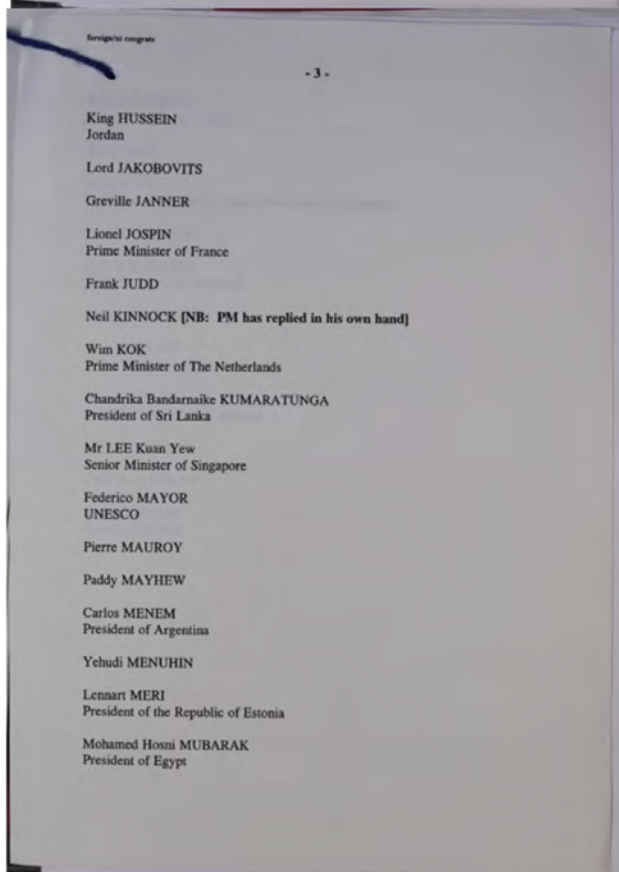 foreign/ni congrats
- 3 -
King HUSSEIN
Jordan
Lord JAKOBOVITS
Greville JANNER
Lionel JOSPIN
Prime Minister of France
Frank JUDD
Neil KINNOCK [NB: PM has replied in his own hand]
Wim KOK
Prime Minister of The Netherlands
Chandrika Bandarnaike KUMARATUNGA
President of Sri Lanka
Mr LEE Kuan Yew
Senior Minister of Singapore
Federico MAYOR
UNESCO
Pierre MAUROY
Paddy MAYHEW
Carlos MENEM
President of Argentina
Yehudi MENUHIN
Lennart MERI
President of the Republic of Estonia
Mohamed Hosni MUBARAK
President of Egypt